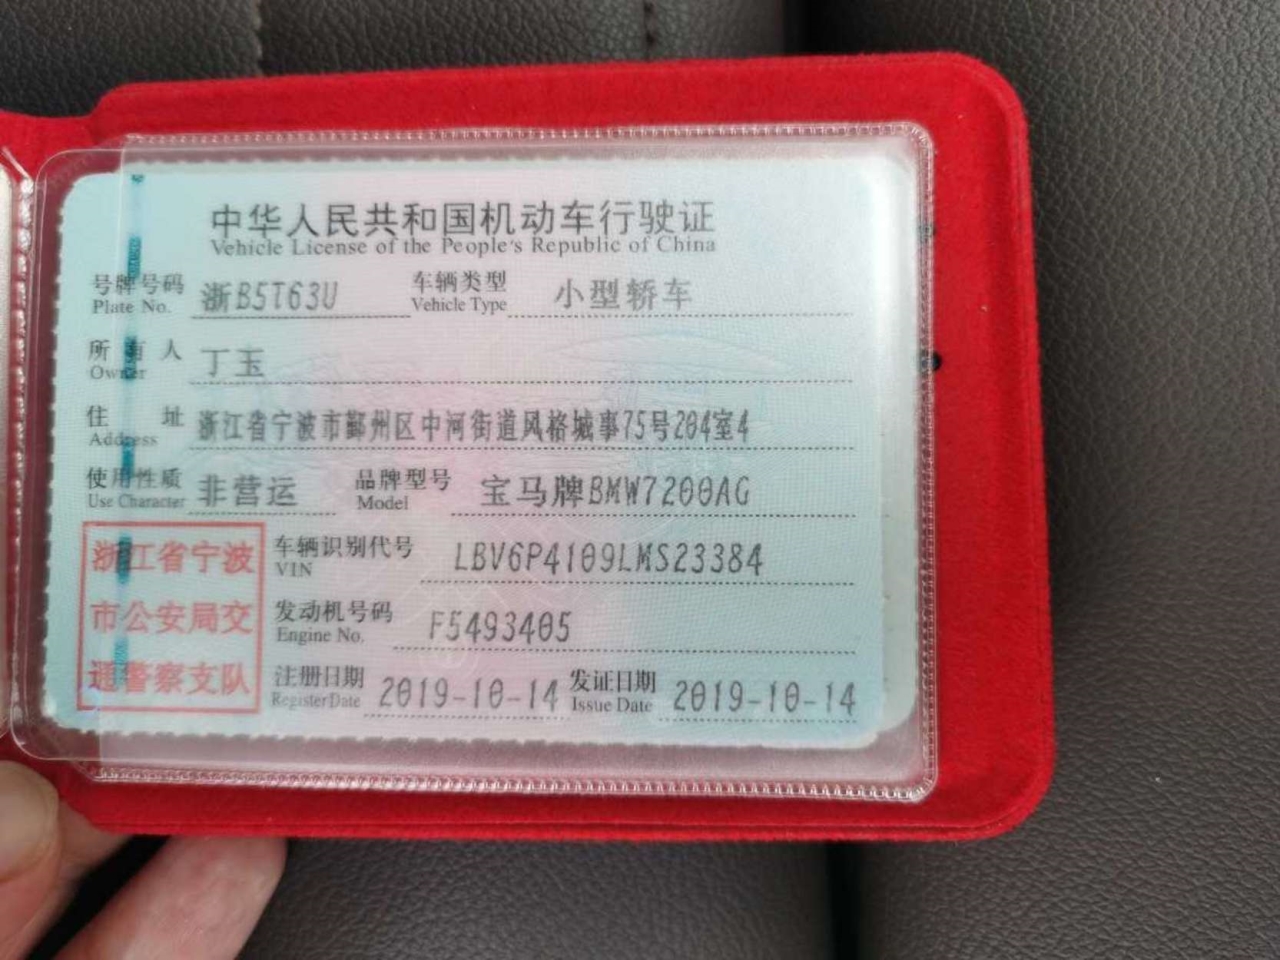 中华人民共和国机动车行驶证
Vehicle License of the People's Republic of China
号牌号码 浙B5T63U 车辆类型 小型轿车
Plate No. Vehicle Type
所有人 丁玉
Owner
住址 浙江省宁波市鄞州区中河街道风格城事75号204室4
Address
使用性质 非营运 品牌型号 宝马牌BMW7200AG
Use Character Model
浙江省宁波
市公安局交
通警察支队
车辆识别代号 LBV6P4109LMS23384
VIN
发动机号码 F5493405
Engine No.
注册日期 2019-10-14 发证日期 2019-10-14
Register Date Issue Date